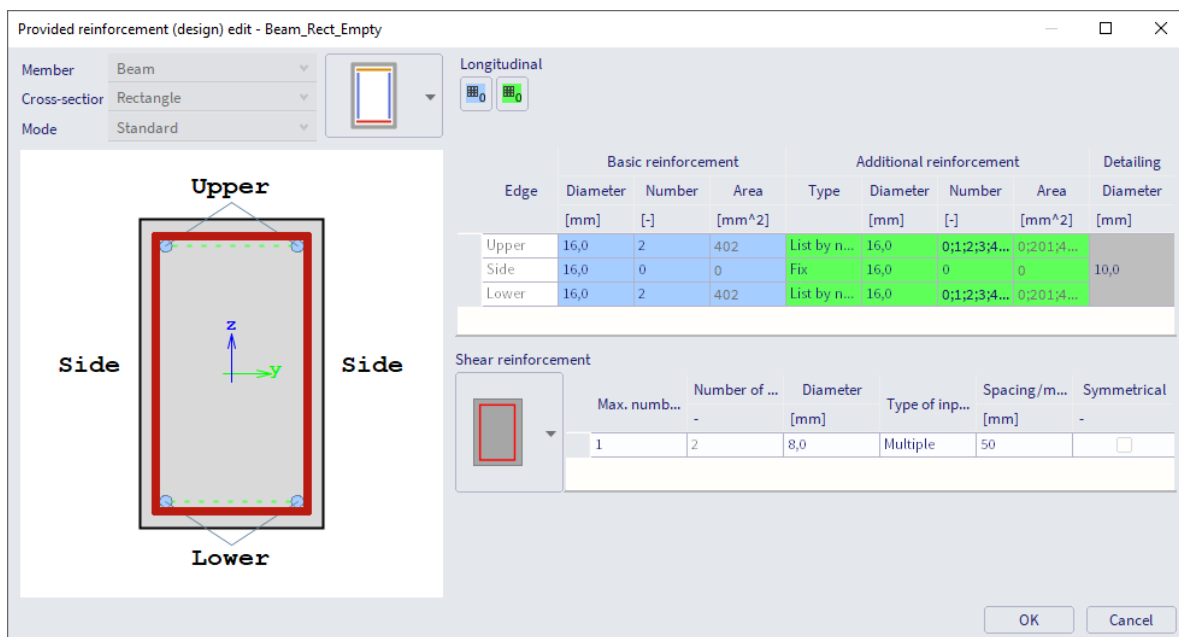 Provided reinforcement (design) edit - Beam_Rect_Empty
Member Beam
Cross-section Rectangle
Mode Standard
Longitudinal
0 0
Basic reinforcement Additional reinforcement Detailing
Edge Diameter Number Area Type Diameter Number Area Diameter
[mm] [-] [mm^2] [mm] [-] [mm^2] [mm]
Upper 16,0 2 402 List by n... 16,0 0;1;2;3;4... 0;201;4...
Side 16,0 0 0 Fix 16,0 0 0 10,0
Lower 16,0 2 402 List by n... 16,0 0;1;2;3;4... 0;201;4...
Upper
z
y
Side Side
Lower
Shear reinforcement
Max. numb... Number of ... Diameter Type of inp... Spacing/m... Symmetrical
- [mm] [mm] -
1 2 8,0 Multiple 50
OK Cancel